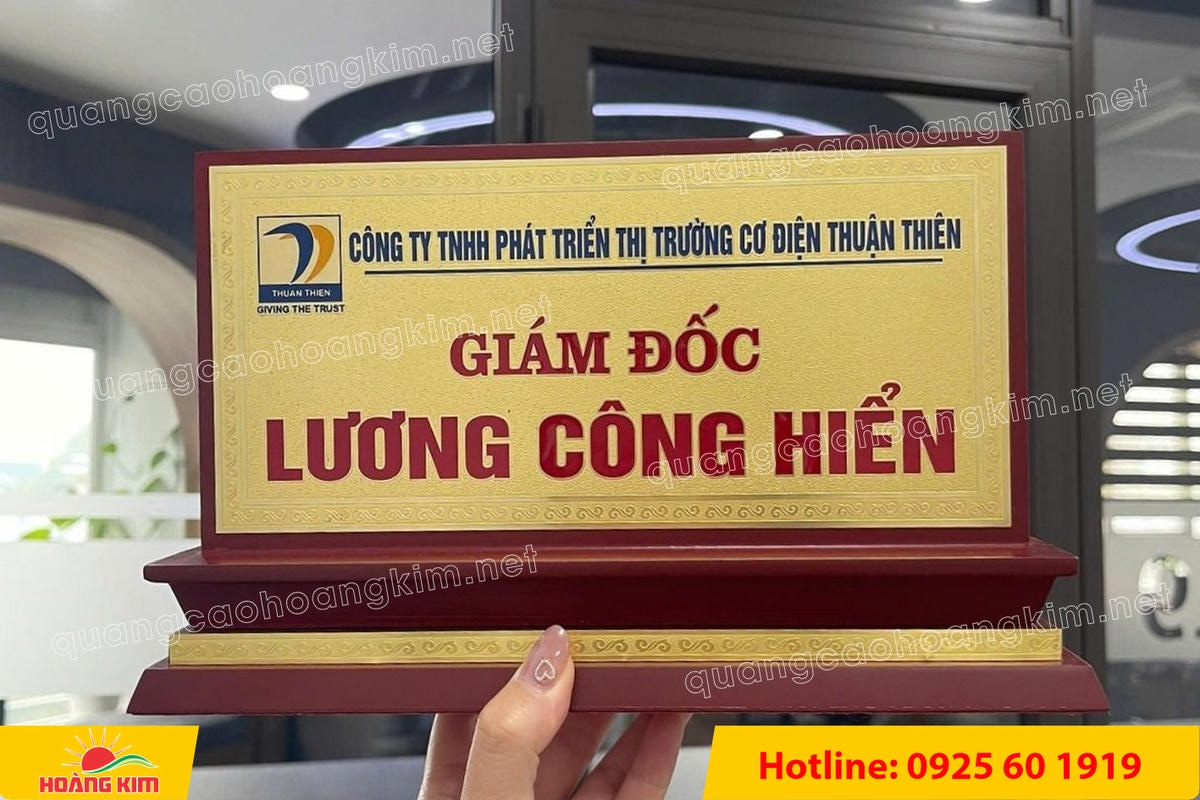 quangcaohoangkim.net
quangcaohoangkim.net
quangcaohoangkim.net
CÔNG TY TNHH PHÁT TRIỂN THỊ TRƯỜNG CƠ ĐIỆN THUẬN THIÊN
THUAN THIEN
GIVING THE TRUST
quangcaohoangkim.net
GIÁM ĐỐC
LƯƠNG CÔNG HIỂN
quangcaohoangkim.net
quangcaohoangkim.net
quangcaohoangkim.net
HOÀNG KIM
Hotline: 0925 60 1919